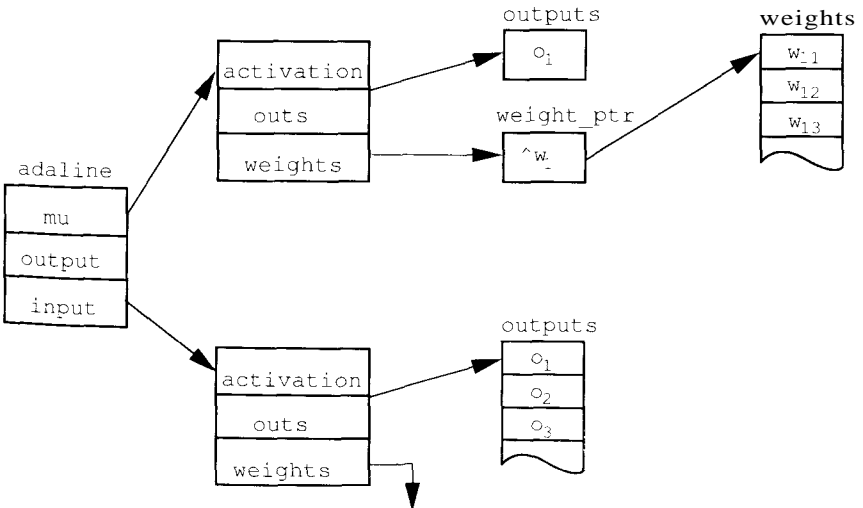 outputs
weights
o₁
activation
outs
weights
weight_ptr
^w
w₁₁
w₁₂
w₁₃
adaline
mu
output
input
outputs
activation
outs
weights
o₁
o₂
o₃